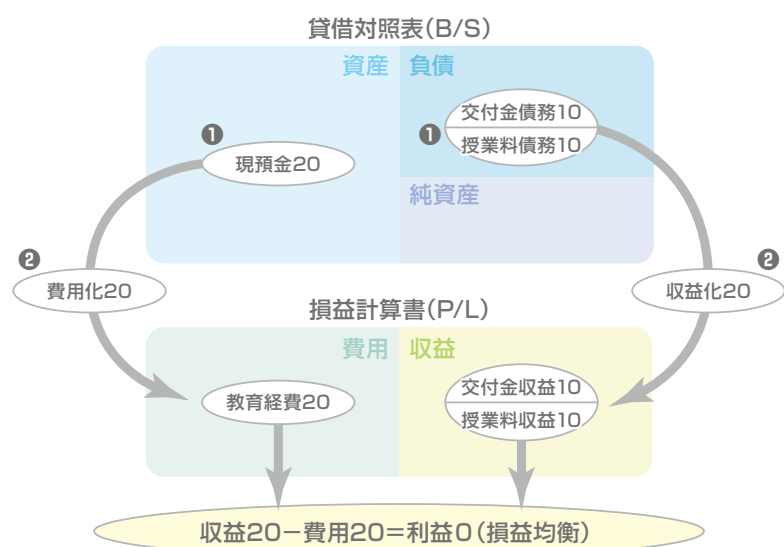 貸借対照表(B/S)
資産
負債
❶
現預金20
❶
交付金債務10
授業料債務10
純資産
❷
費用化20
❷
収益化20
損益計算書(P/L)
費用
収益
教育経費20
交付金収益10
授業料収益10
収益20−費用20=利益0(損益均衡)